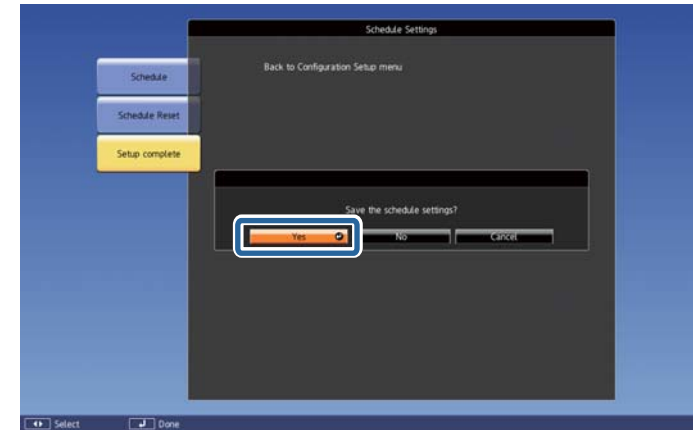 Schedule Settings
Back to Configuration Setup menu
Schedule
Schedule Reset
Setup complete
Save the schedule settings?
Yes No Cancel
Select Done